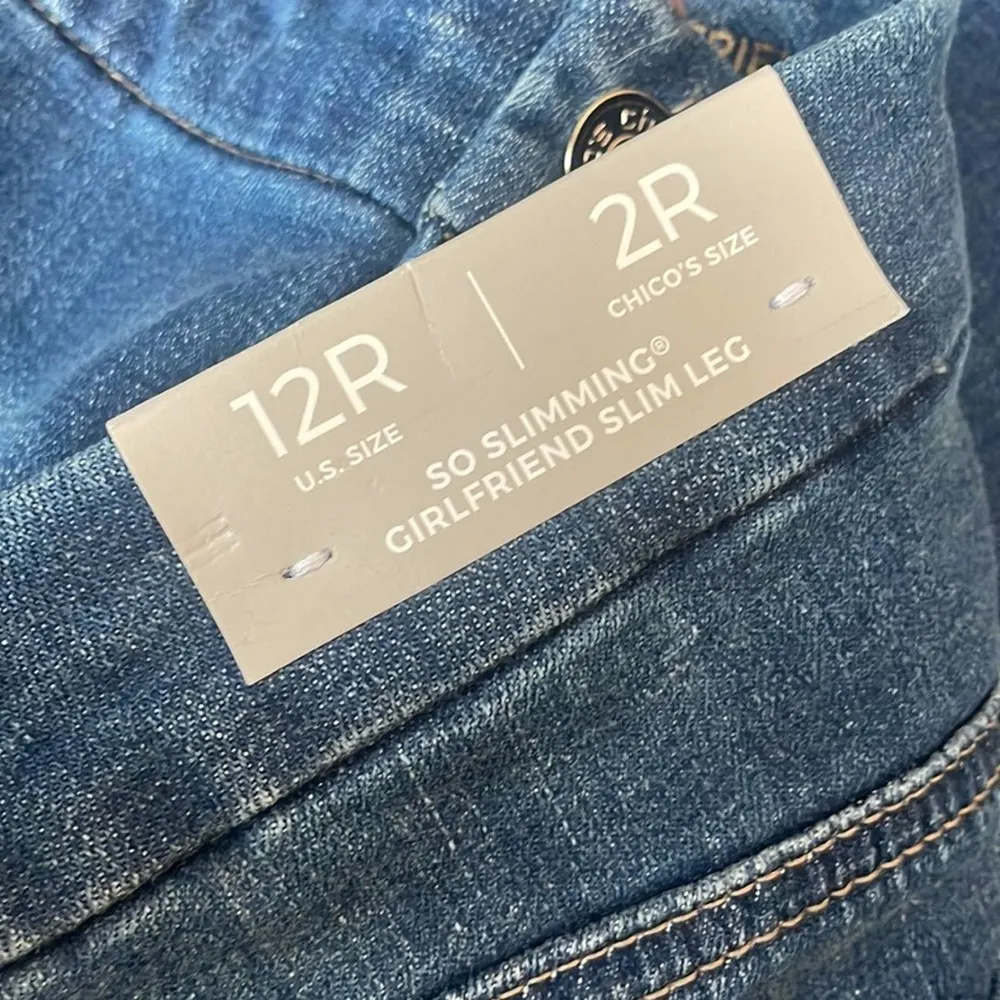 12R
U.S. SIZE
2R
CHICO'S SIZE
SO SLIMMING®
GIRLFRIEND SLIM LEG